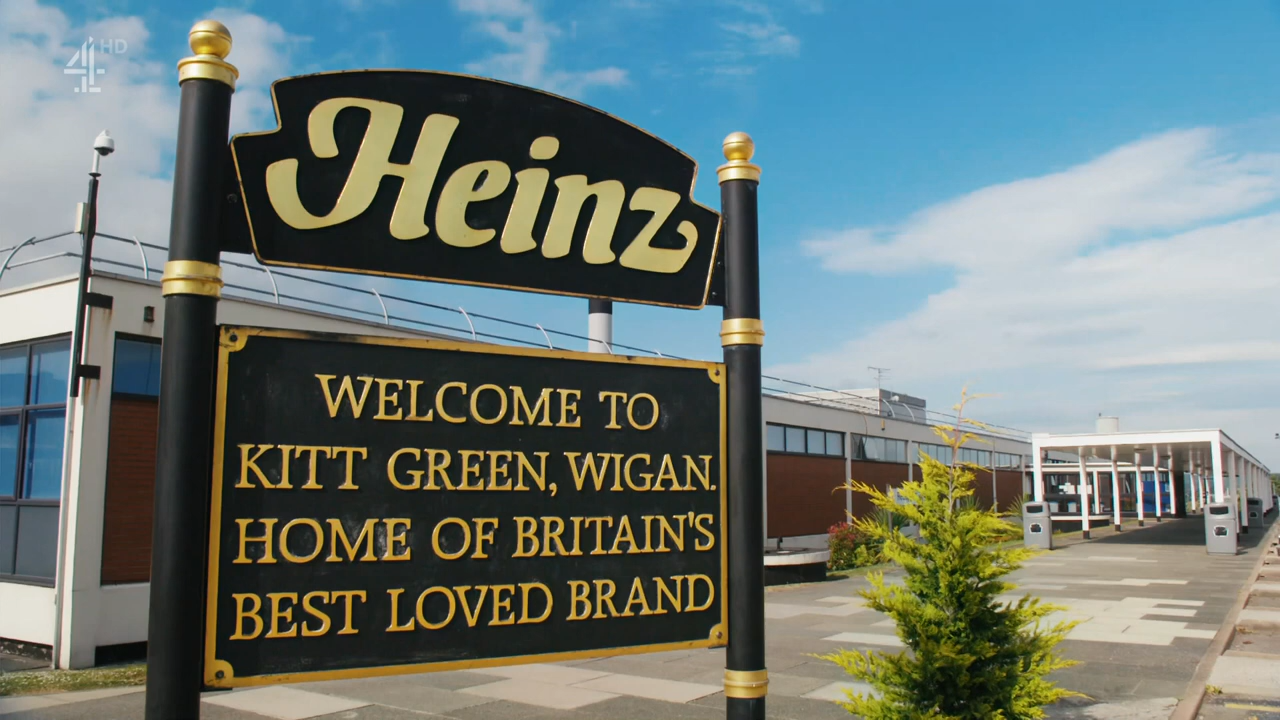 4 HD
Heinz
WELCOME TO
KITT GREEN, WIGAN.
HOME OF BRITAIN'S
BEST LOVED BRAND